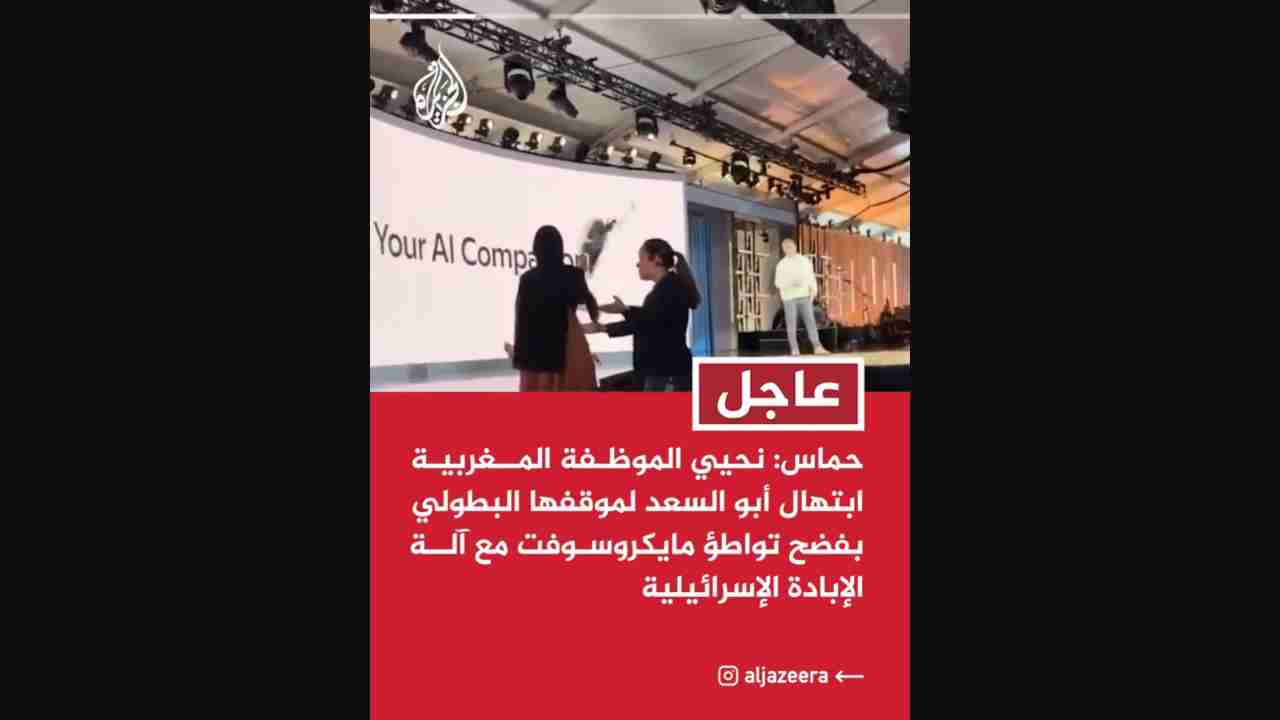 الجزيرة
Your AI Compa
عاجل
حماس: نحيي الموظفة المغربية
ابتهال أبو السعد لموقفها البطولي
بفضح تواطؤ مايكروسوفت مع آلة
الإبادة الإسرائيلية
aljazeera